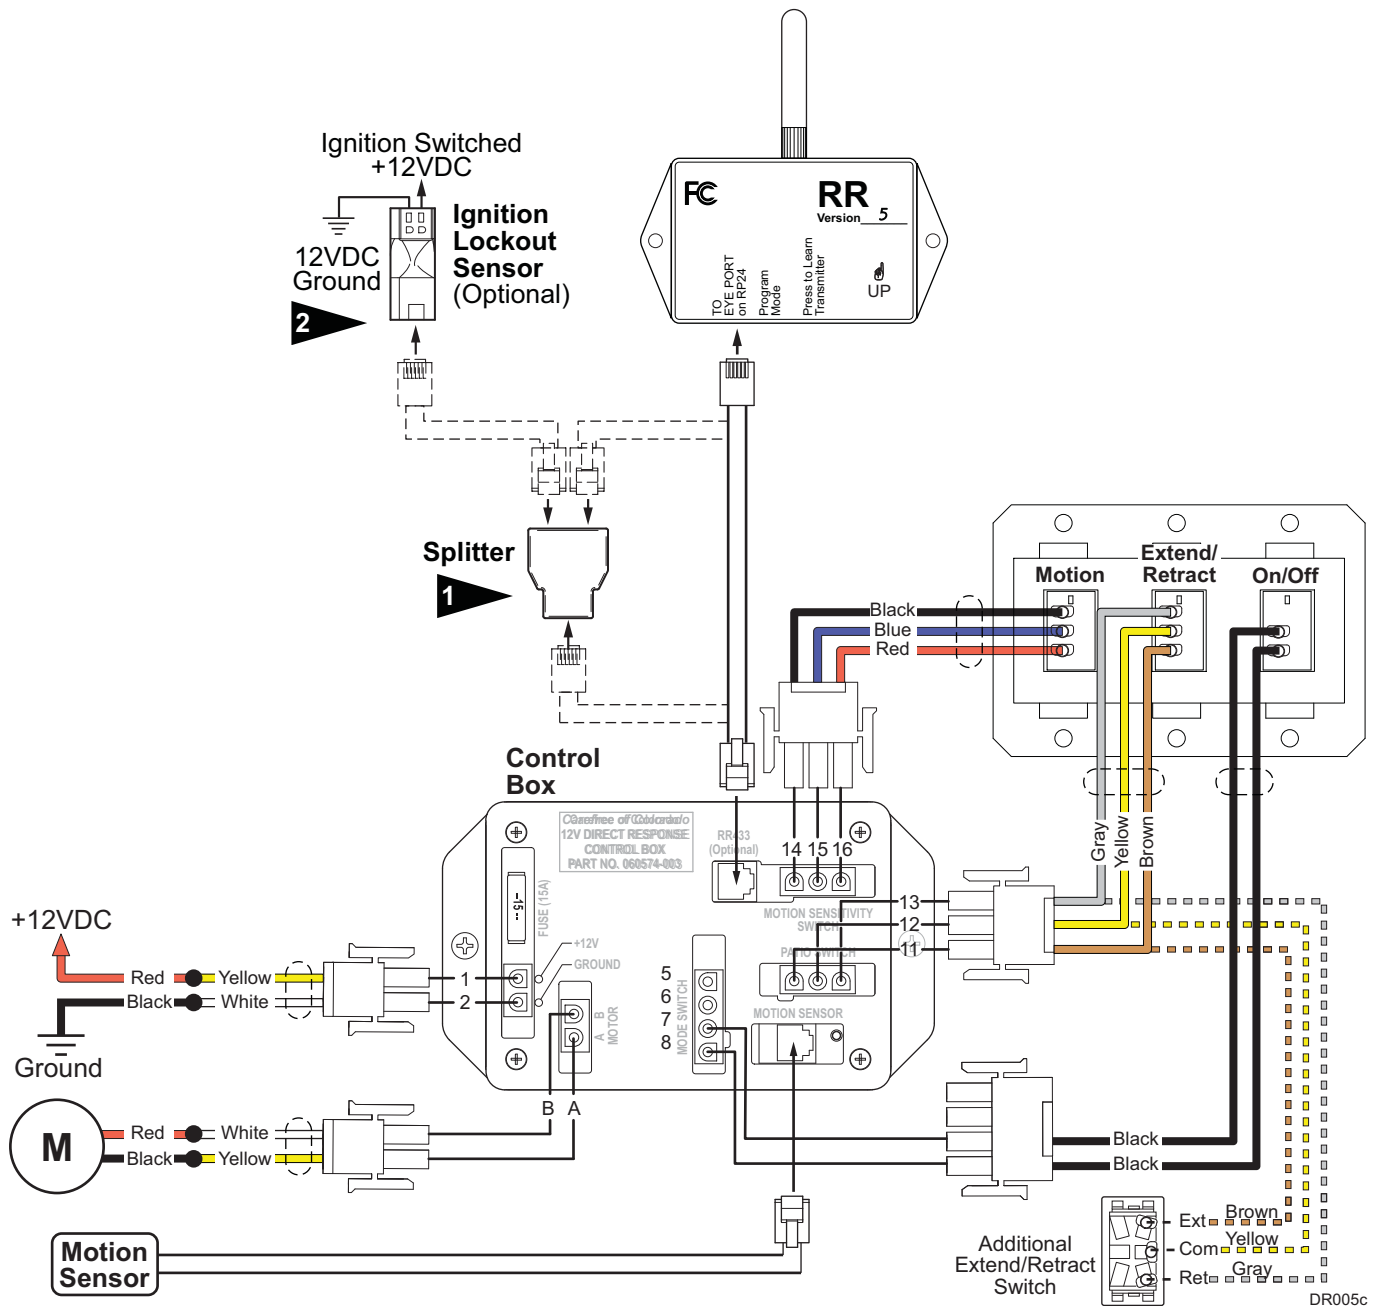 Ignition Switched
+12VDC
Ignition
Lockout
Sensor
(Optional)
12VDC
Ground
2
FC
RR
Version 5
TO
EYE PORT
on RP24
Program
Mode
Press to Learn
Transmitter
UP
Splitter
1
Motion
Extend/
Retract
On/Off
Black
Blue
Red
Gray
Yellow
Brown
Control
Box
Carefree of Colorado
12V DIRECT RESPONSE
CONTROL BOX
PART NO. 060574-003
RR433
(Optional)
14 15 16
MOTION SENSITIVITY
SWITCH
13
12
11
PATIO SWITCH
-15--
FUSE (15A)
+12V
GROUND
1
2
B
A
MOTOR
5
6
7
8
MODE SWITCH
MOTION SENSOR
+12VDC
Red
Yellow
Black
White
Ground
B A
M
Red
White
Black
Yellow
Black
Black
Motion
Sensor
Additional
Extend/Retract
Switch
Ext
Brown
Com
Yellow
Ret
Gray
DR005c